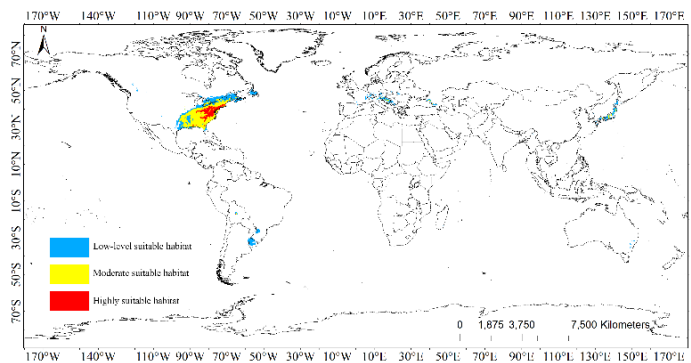 170°W 140°W 110°W 90°W 70°W 50°W 30°W 10°W 10°E 30°E 50°E 70°E 90°E 110°E 130°E 150°E 170°E
N
70°N 70°N
50°N 50°N
30°N 30°N
10°N 10°N
10°S 10°S
30°S 30°S
50°S 50°S
70°S 70°S
Low-level suitable habitat
Moderate suitable habitat
Highly suitable habitat
0 1,875 3,750 7,500 Kilometers
170°W 140°W 110°W 90°W 70°W 50°W 30°W 10°W 10°E 30°E 50°E 70°E 90°E 110°E 130°E 150°E 170°E